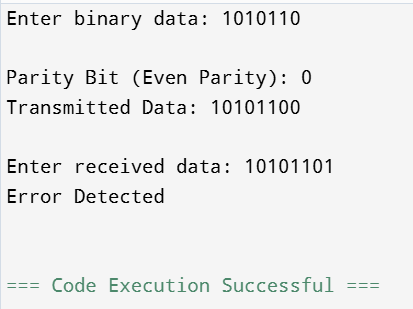 Enter binary data: 1010110
Parity Bit (Even Parity): 0
Transmitted Data: 10101100
Enter received data: 10101101
Error Detected
=== Code Execution Successful ===